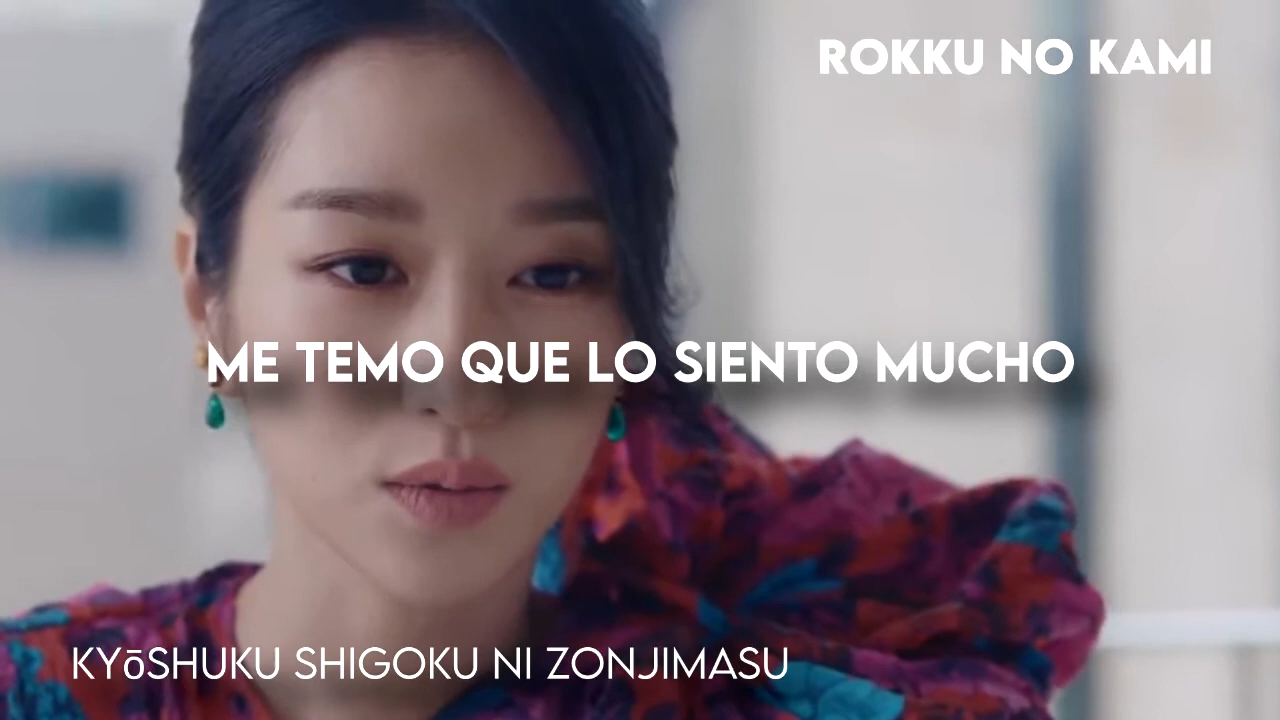 ROKKU NO KAMI
ME TEMO QUE LO SIENTO MUCHO
KYōSHUKU SHIGOKU NI ZONJIMASU